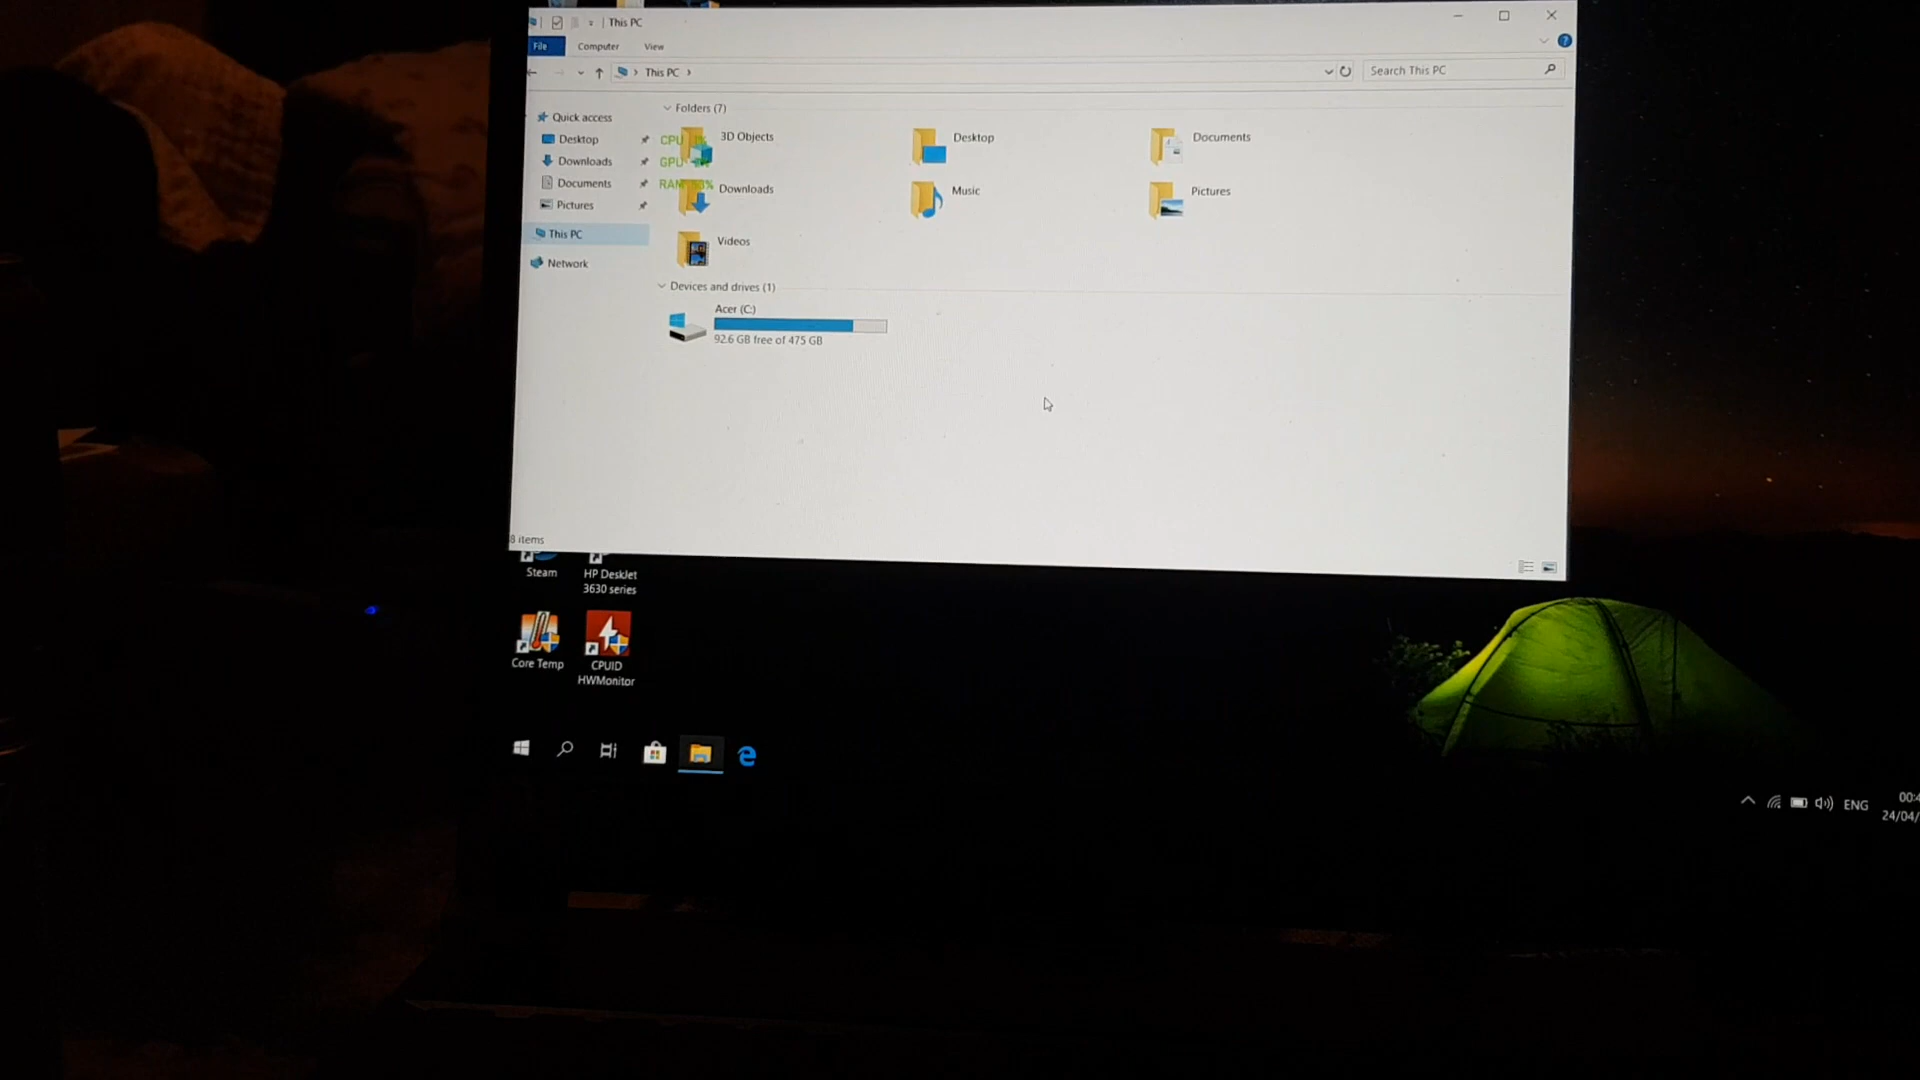 This PC
File Computer View
This PC
Search This PC
Quick access
Desktop
Downloads
Documents
Pictures
This PC
Network
Folders (7)
CPU
GPU
RAM
3D Objects
Desktop
Documents
Downloads
Music
Pictures
Videos
Devices and drives (1)
Acer (C:)
92.6 GB free of 475 GB
8 items
Steam
HP DeskJet
3630 series
Core Temp
CPUID
HWMonitor
ENG
00:4
24/04/